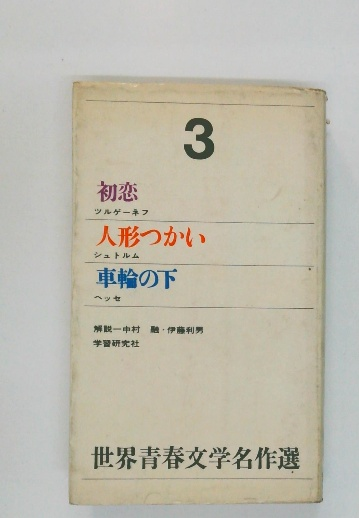 3
初恋
ツルゲーネフ
人形つかい
シュトルム
車輪の下
ヘッセ
解説―中村 融・伊藤利男
学習研究社
世界青春文学名作選